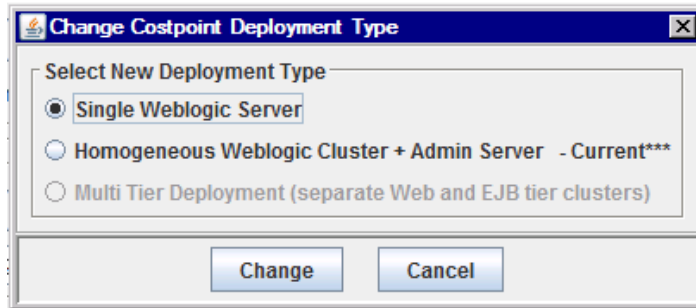 Change Costpoint Deployment Type
Select New Deployment Type
Single Weblogic Server
Homogeneous Weblogic Cluster + Admin Server - Current***
Multi Tier Deployment (separate Web and EJB tier clusters)
Change Cancel